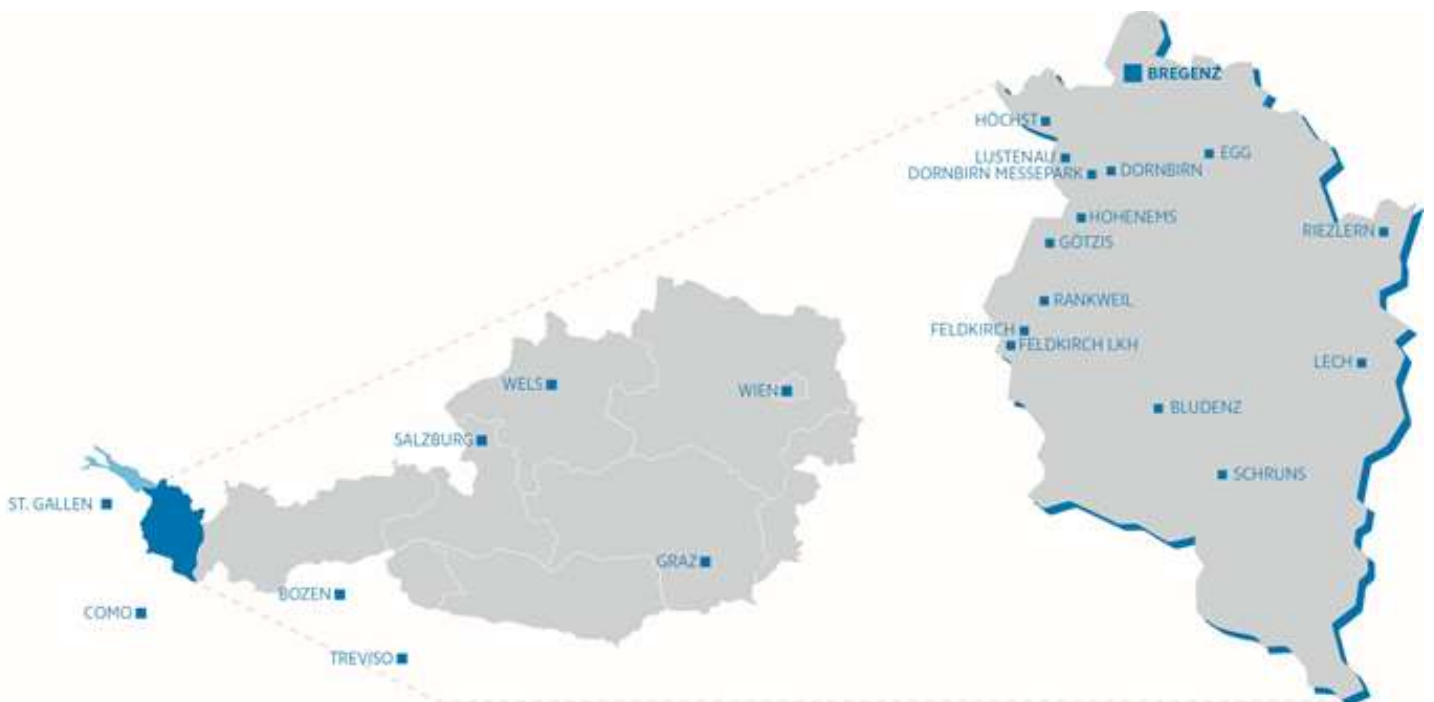 BREGENZ
HÖCHST
LUSTENAU
EGG
DORNBIRN MESSEPARK
DORNBIRN
HOHENEMS
GÖTZIS
RIEZLERN
RANKWEIL
FELDKIRCH
FELDKIRCH LKH
LECH
BLUDENZ
SCHRUNS
WELS
WIEN
SALZBURG
ST. GALLEN
GRAZ
BOZEN
COMO
TREVISO